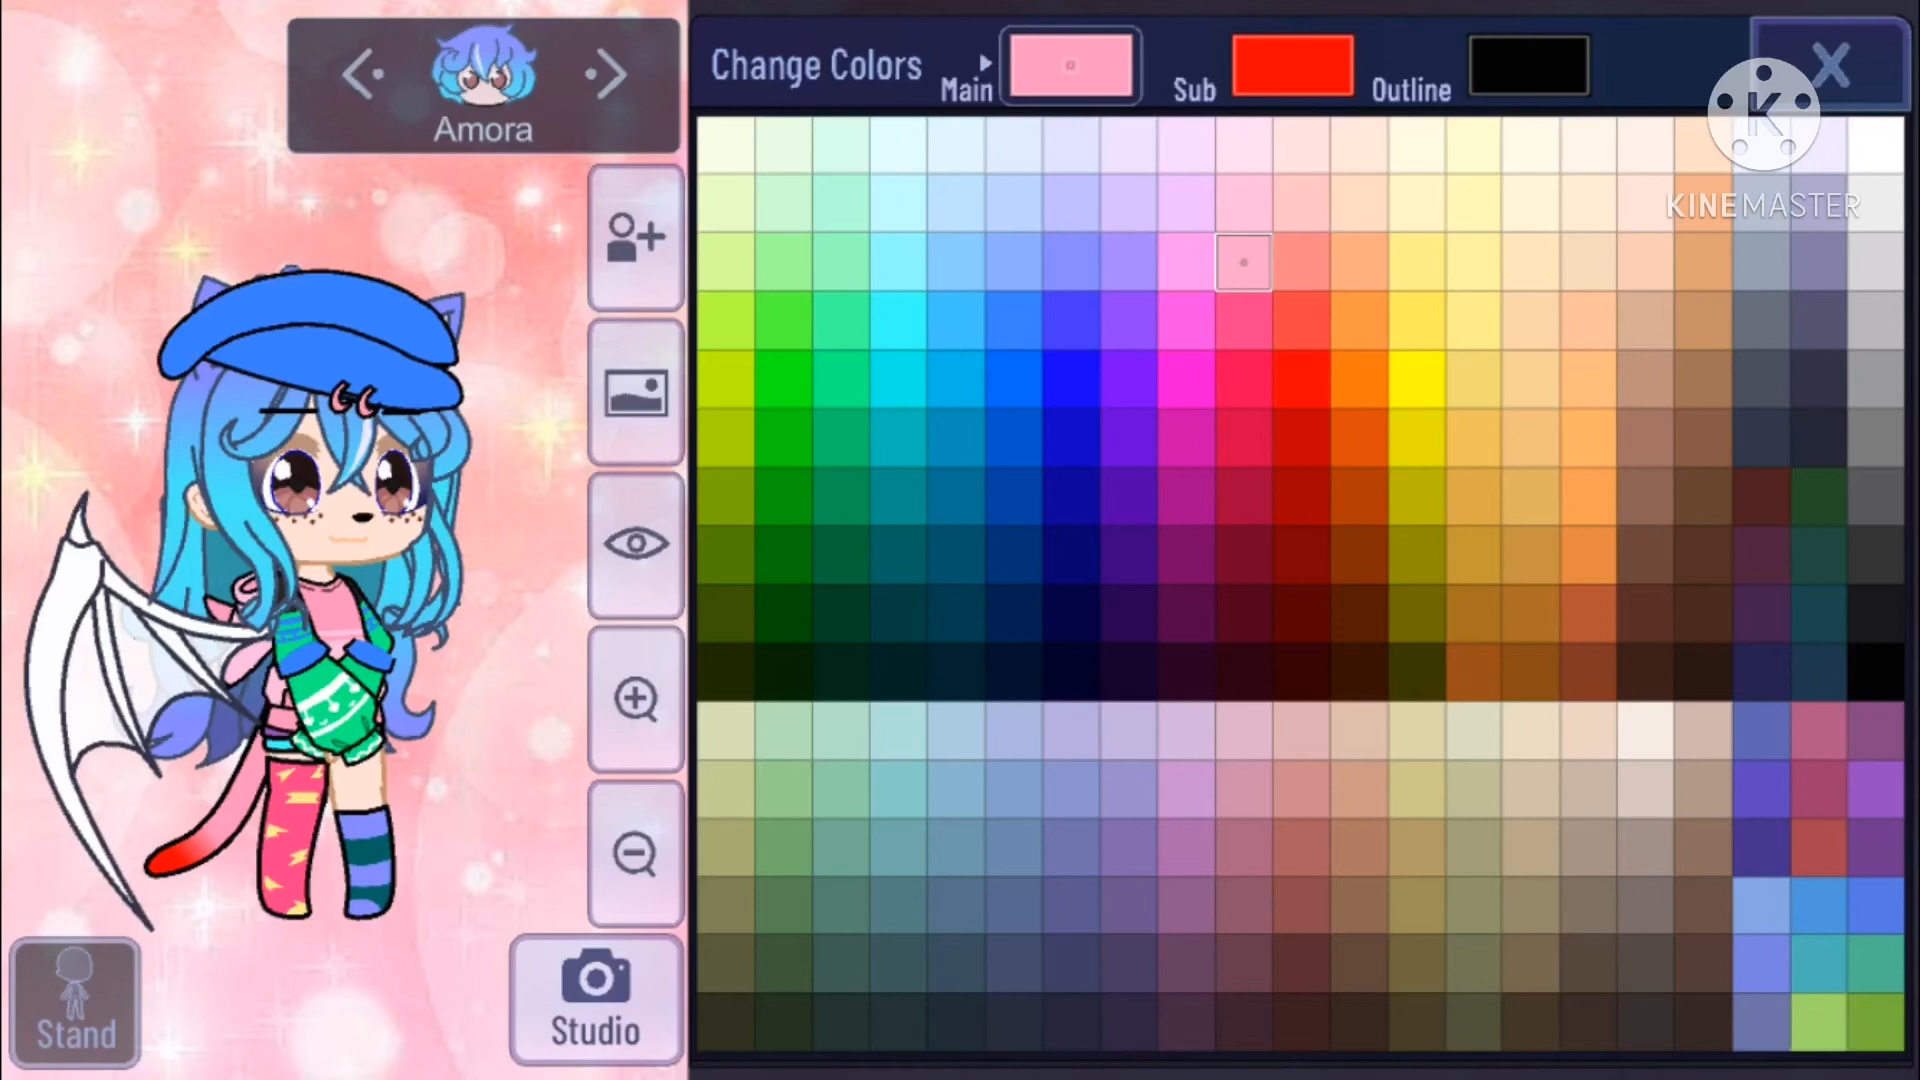 Amora
Change Colors
Main
Sub
Outline
X
K
KINEMASTER
Stand
Studio